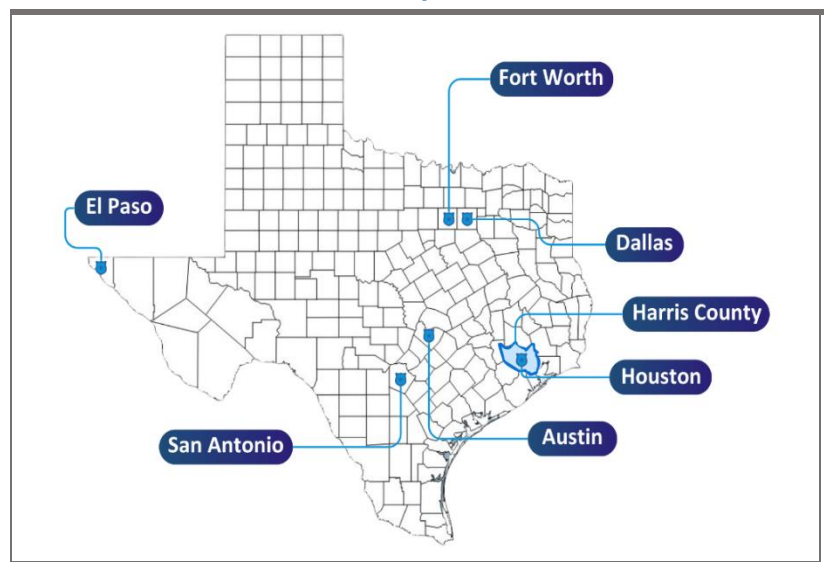 Fort Worth
El Paso
Dallas
Harris County
Houston
Austin
San Antonio